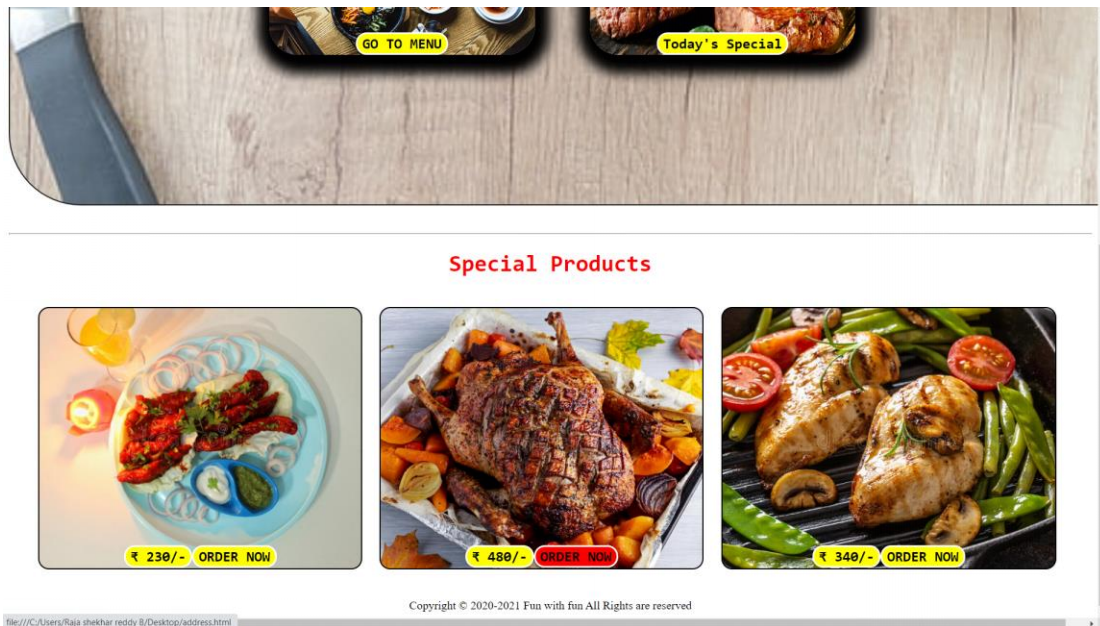 GO TO MENU
Today's Special
Special Products
₹ 230/- ORDER NOW
₹ 480/- ORDER NOW
₹ 340/- ORDER NOW
Copyright © 2020-2021 Fun with fun All Rights are reserved
file:///C:/Users/Raja shekhar reddy B/Desktop/address.html